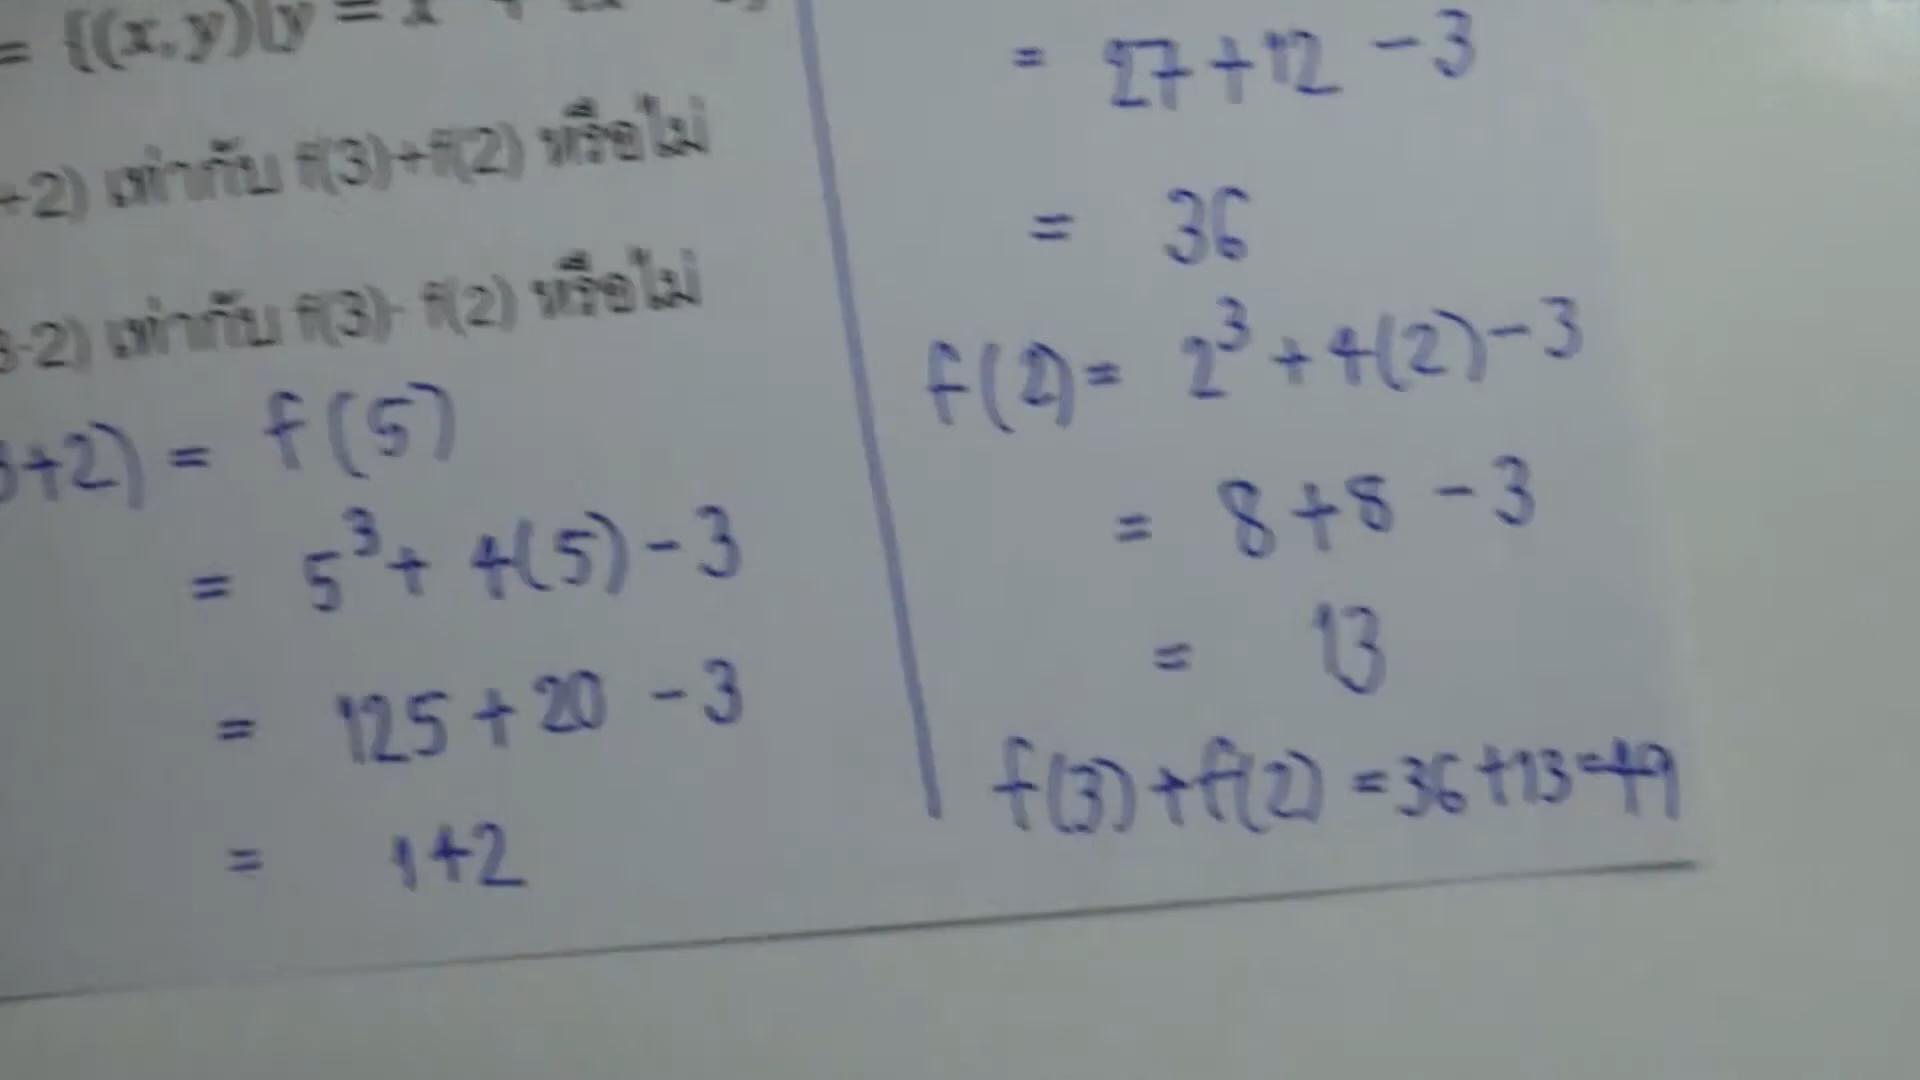 = {(x, y)|y = x
+2) เท่ากับ f(3)+f(2) หรือไม่
3-2) เท่ากับ f(3)- f(2) หรือไม่
3+2) = f(5)
= 5³ + 4(5) - 3
= 125 + 20 - 3
= 142
= 27 + 12 - 3
= 36
f(2) = 2³ + 4(2) - 3
= 8 + 8 - 3
= 13
f(3) + f(2) = 36 + 13 = 49